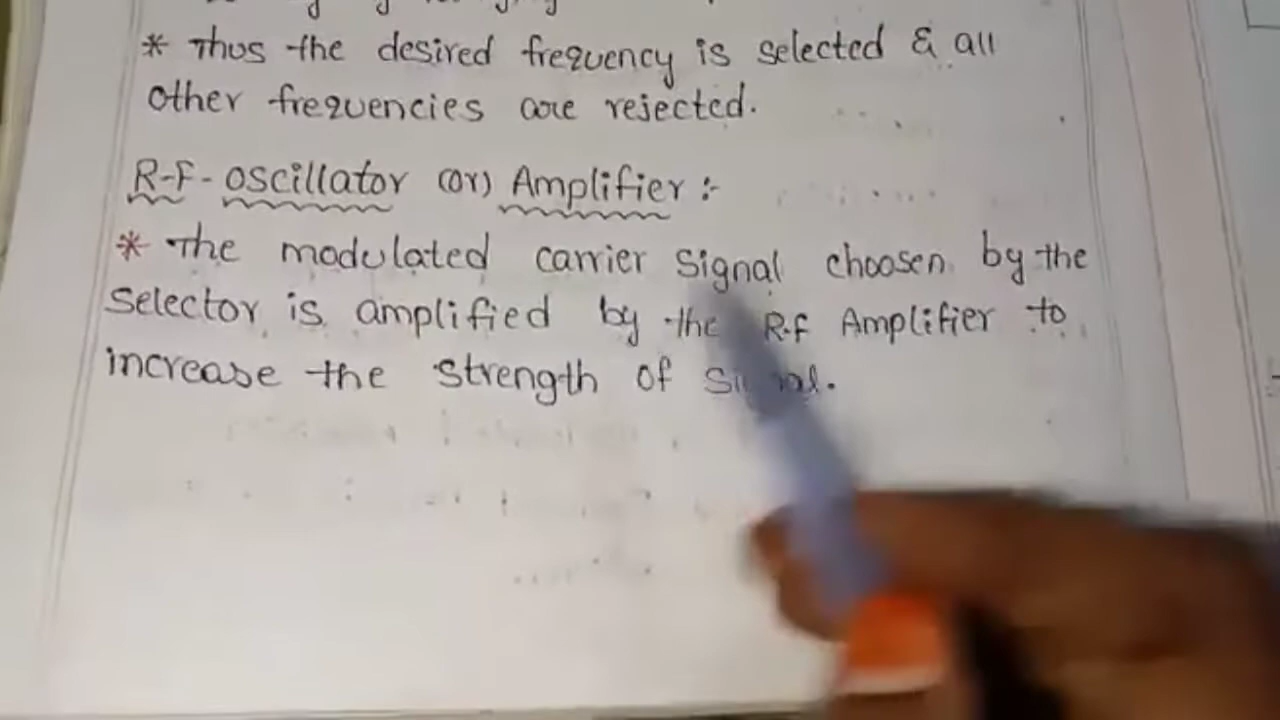 * Thus the desired frequency is selected & all
other frequencies are rejected.
R-F-oscillator (or) Amplifier :-
* The modulated carrier signal choosen by the
selector is amplified by the R.f Amplifier to
increase the strength of